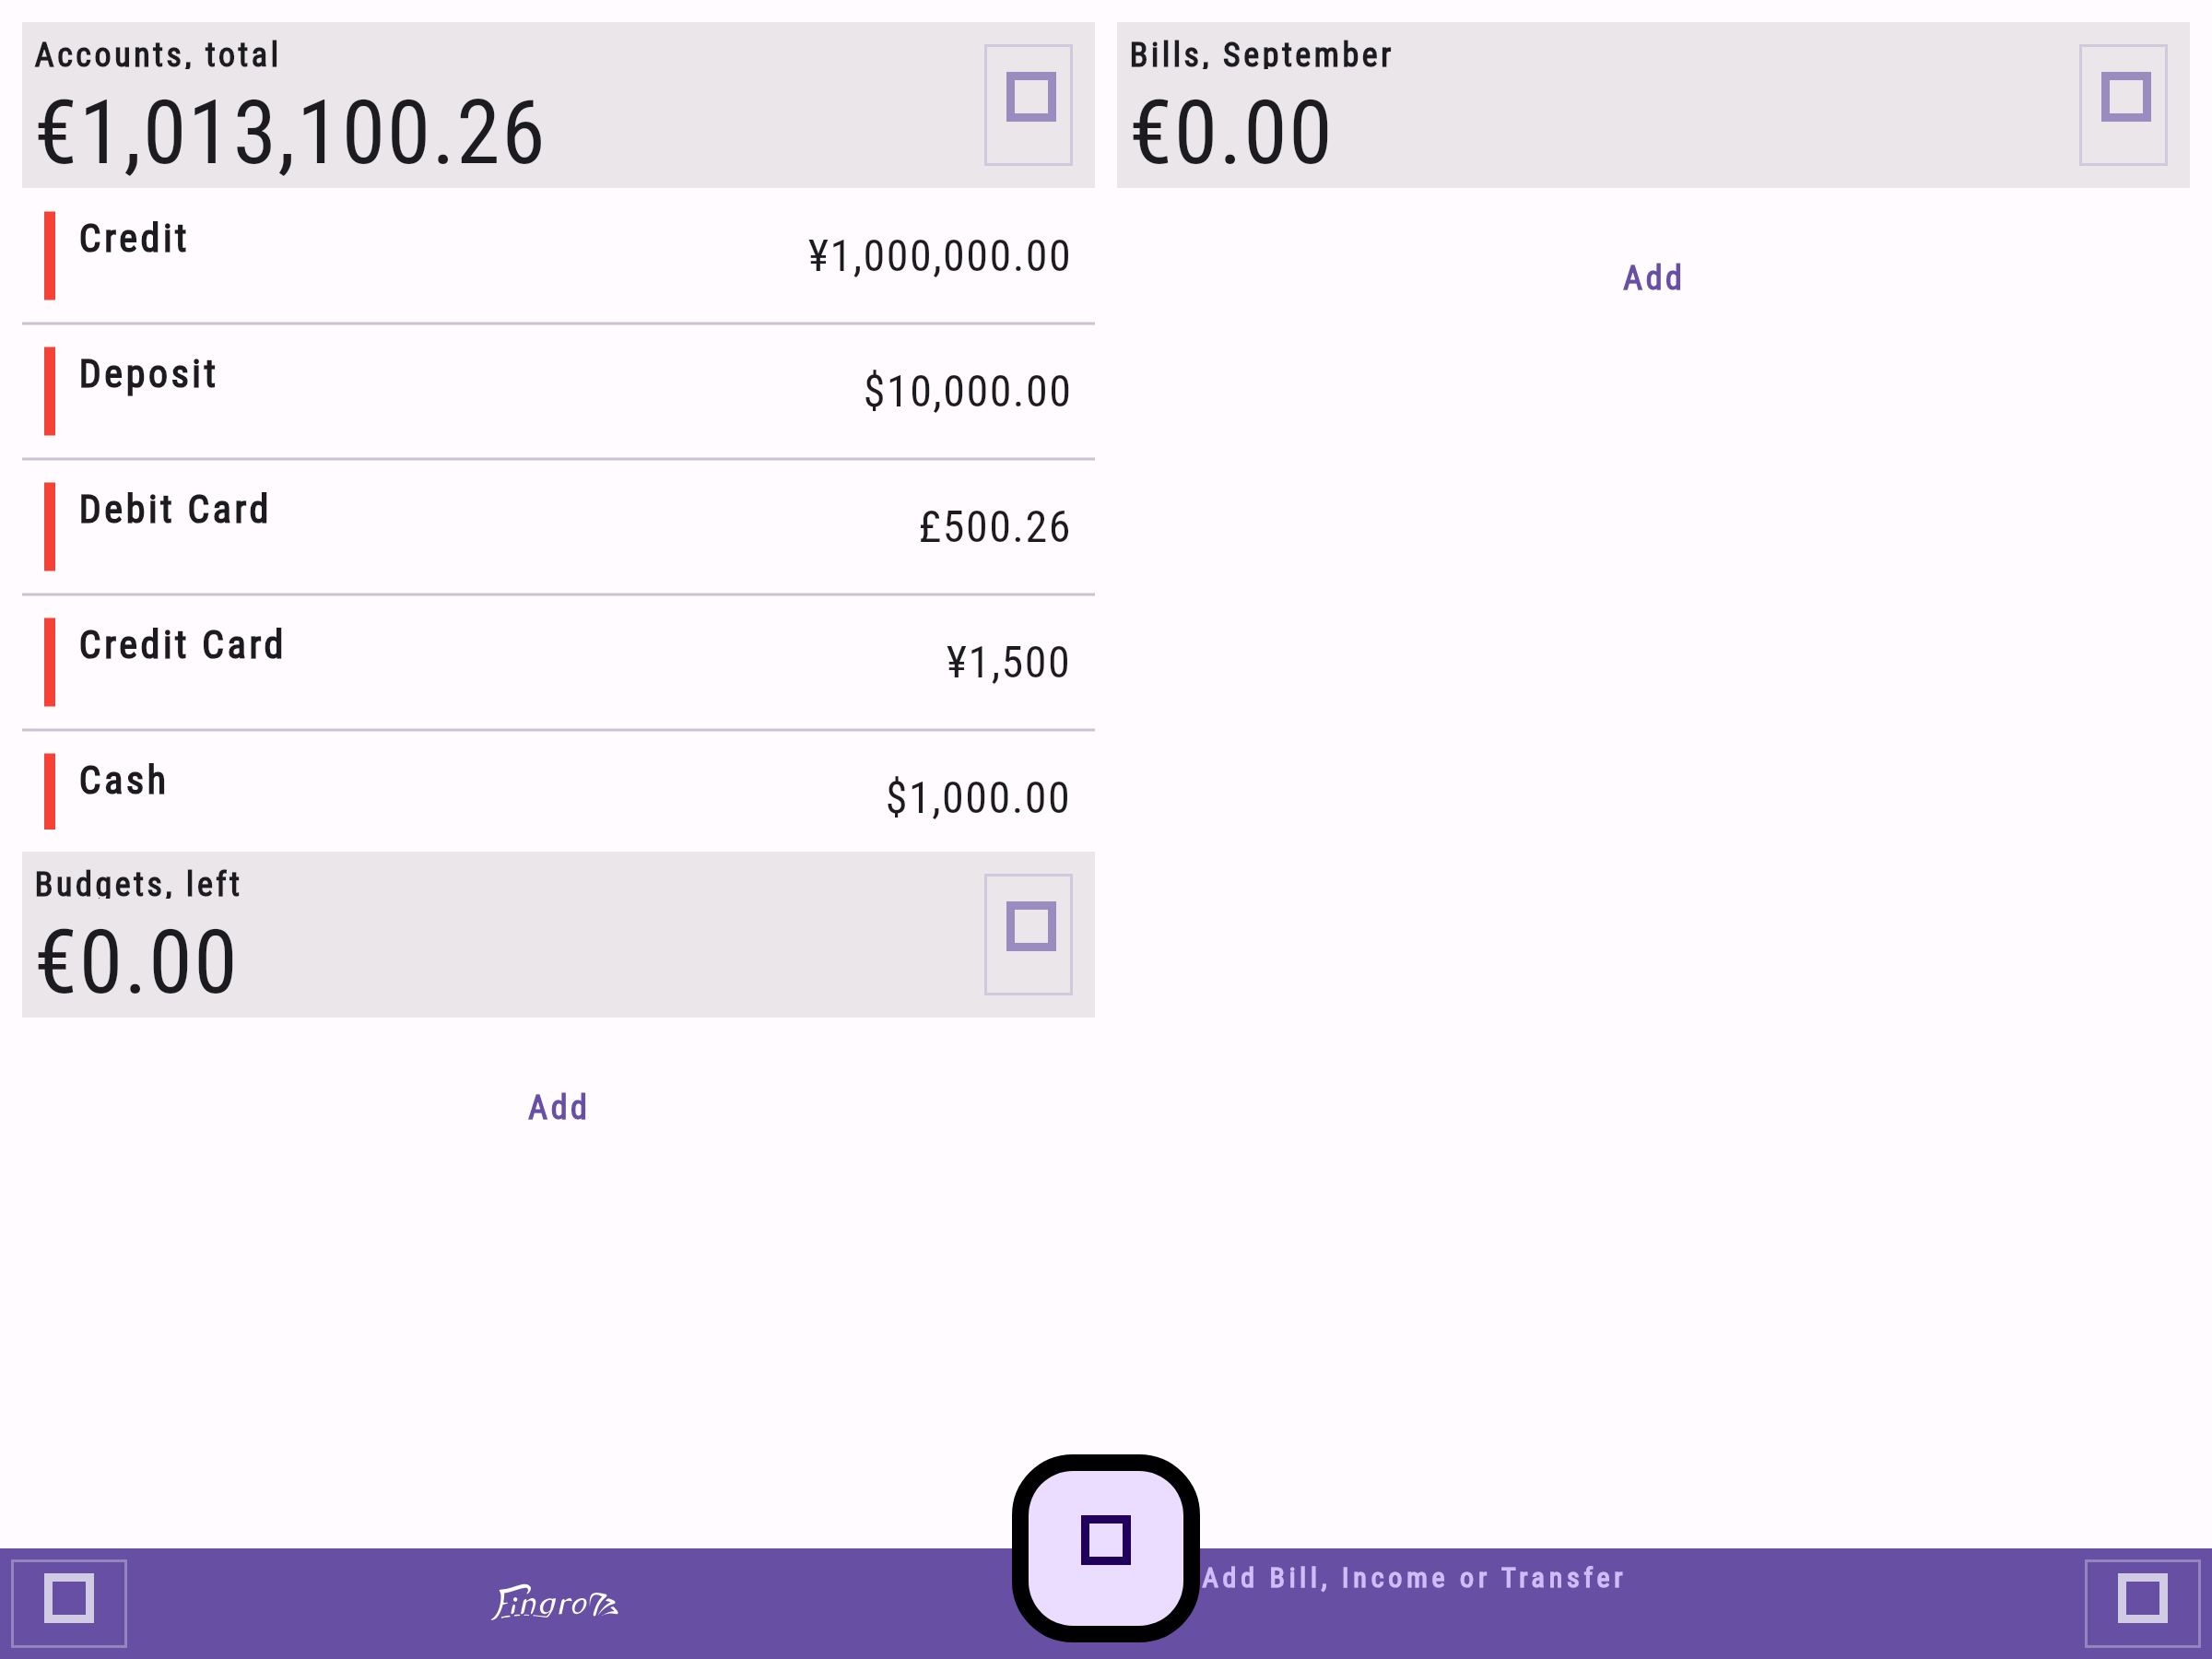 Accounts, total
€1,013,100.26
Credit
¥1,000,000.00
Deposit
$10,000.00
Debit Card
£500.26
Credit Card
¥1,500
Cash
$1,000.00
Budgets, left
€0.00
Add
Bills, September
€0.00
Add
Add Bill, Income or Transfer